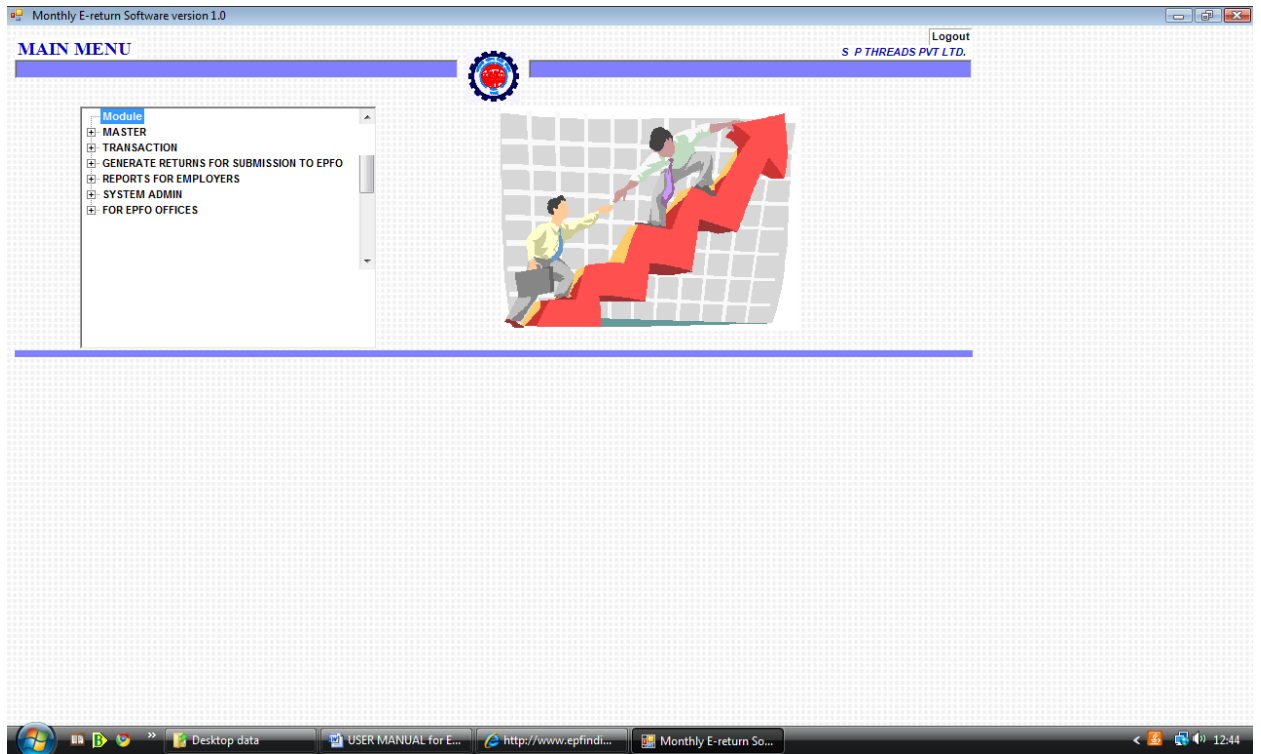 Monthly E-return Software version 1.0
Logout
MAIN MENU
S P THREADS PVT LTD.
Module
MASTER
TRANSACTION
GENERATE RETURNS FOR SUBMISSION TO EPFO
REPORTS FOR EMPLOYERS
SYSTEM ADMIN
FOR EPFO OFFICES
Desktop data
USER MANUAL for E...
http://www.epfindi...
Monthly E-return So...
12:44